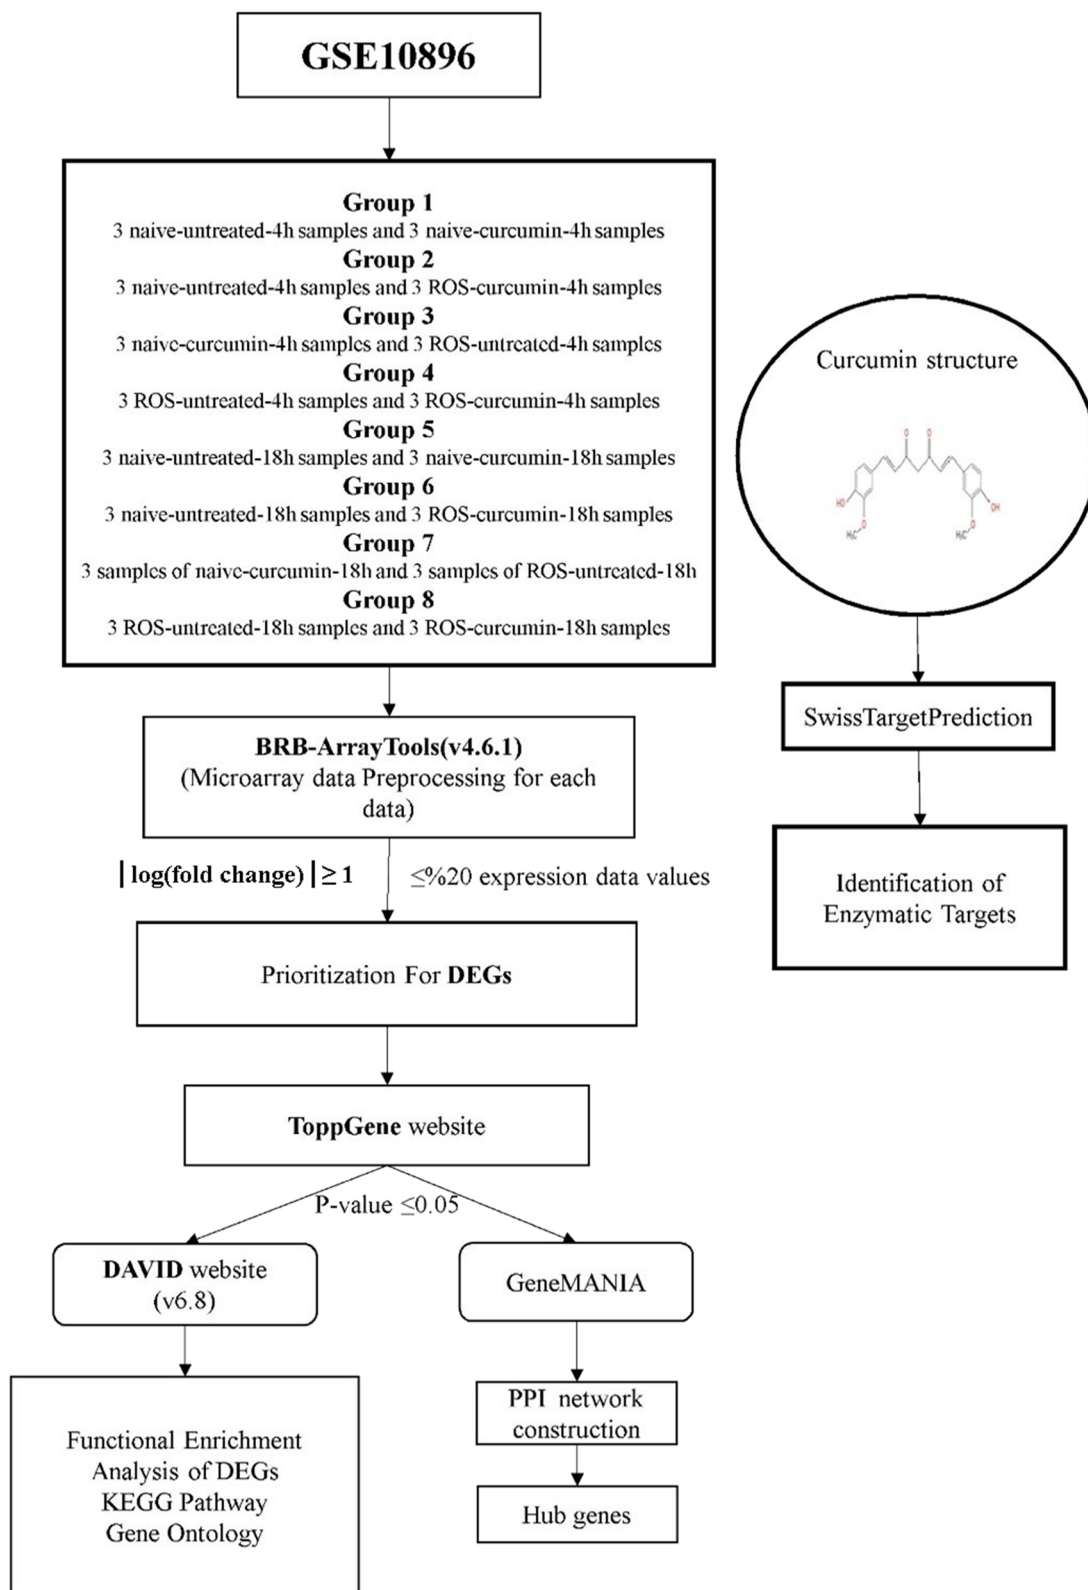 GSE10896
Group 1
3 naive-untreated-4h samples and 3 naive-curcumin-4h samples
Group 2
3 naive-untreated-4h samples and 3 ROS-curcumin-4h samples
Group 3
3 naive-curcumin-4h samples and 3 ROS-untreated-4h samples
Group 4
3 ROS-untreated-4h samples and 3 ROS-curcumin-4h samples
Group 5
3 naive-untreated-18h samples and 3 naive-curcumin-18h samples
Group 6
3 naive-untreated-18h samples and 3 ROS-curcumin-18h samples
Group 7
3 samples of naive-curcumin-18h and 3 samples of ROS-untreated-18h
Group 8
3 ROS-untreated-18h samples and 3 ROS-curcumin-18h samples
BRB-ArrayTools(v4.6.1)
(Microarray data Preprocessing for each
data)
|log(fold change)|≥ 1
≤%20 expression data values
Prioritization For DEGs
ToppGene website
P-value ≤0.05
DAVID website
(v6.8)
Functional Enrichment
Analysis of DEGs
KEGG Pathway
Gene Ontology
GeneMANIA
PPI network
construction
Hub genes
Curcumin structure
O
O
HO
O
H₃C
OH
O
H₃C
SwissTargetPrediction
Identification of
Enzymatic Targets